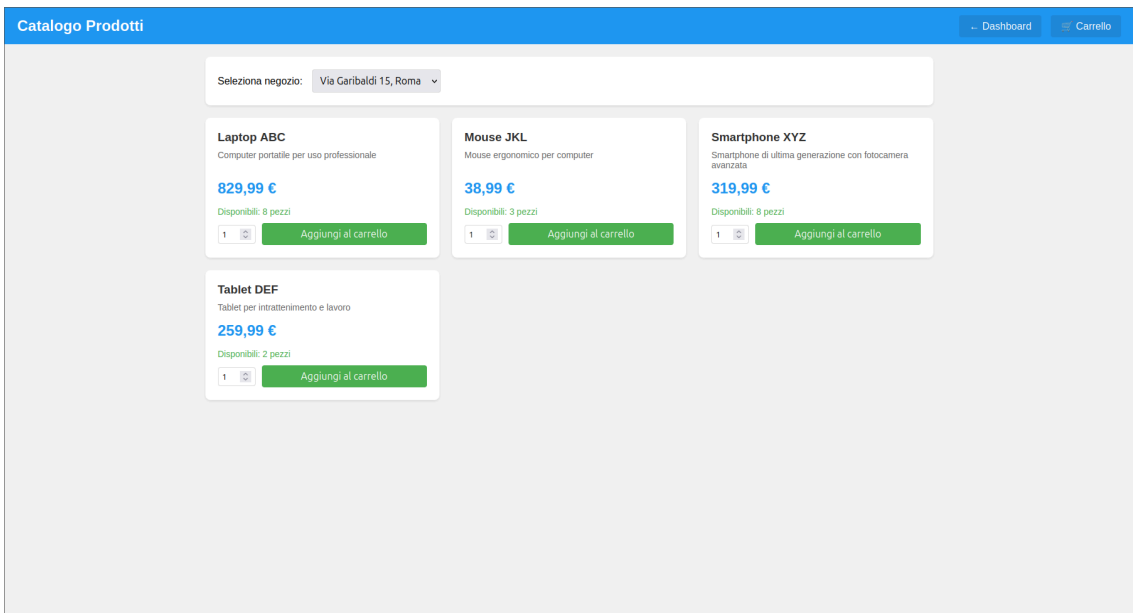 Catalogo Prodotti
← Dashboard
🛒 Carrello
Seleziona negozio: Via Garibaldi 15, Roma
Laptop ABC
Computer portatile per uso professionale
829,99 €
Disponibili: 8 pezzi
1 Aggiungi al carrello
Mouse JKL
Mouse ergonomico per computer
38,99 €
Disponibili: 3 pezzi
1 Aggiungi al carrello
Smartphone XYZ
Smartphone di ultima generazione con fotocamera
avanzata
319,99 €
Disponibili: 8 pezzi
1 Aggiungi al carrello
Tablet DEF
Tablet per intrattenimento e lavoro
259,99 €
Disponibili: 2 pezzi
1 Aggiungi al carrello